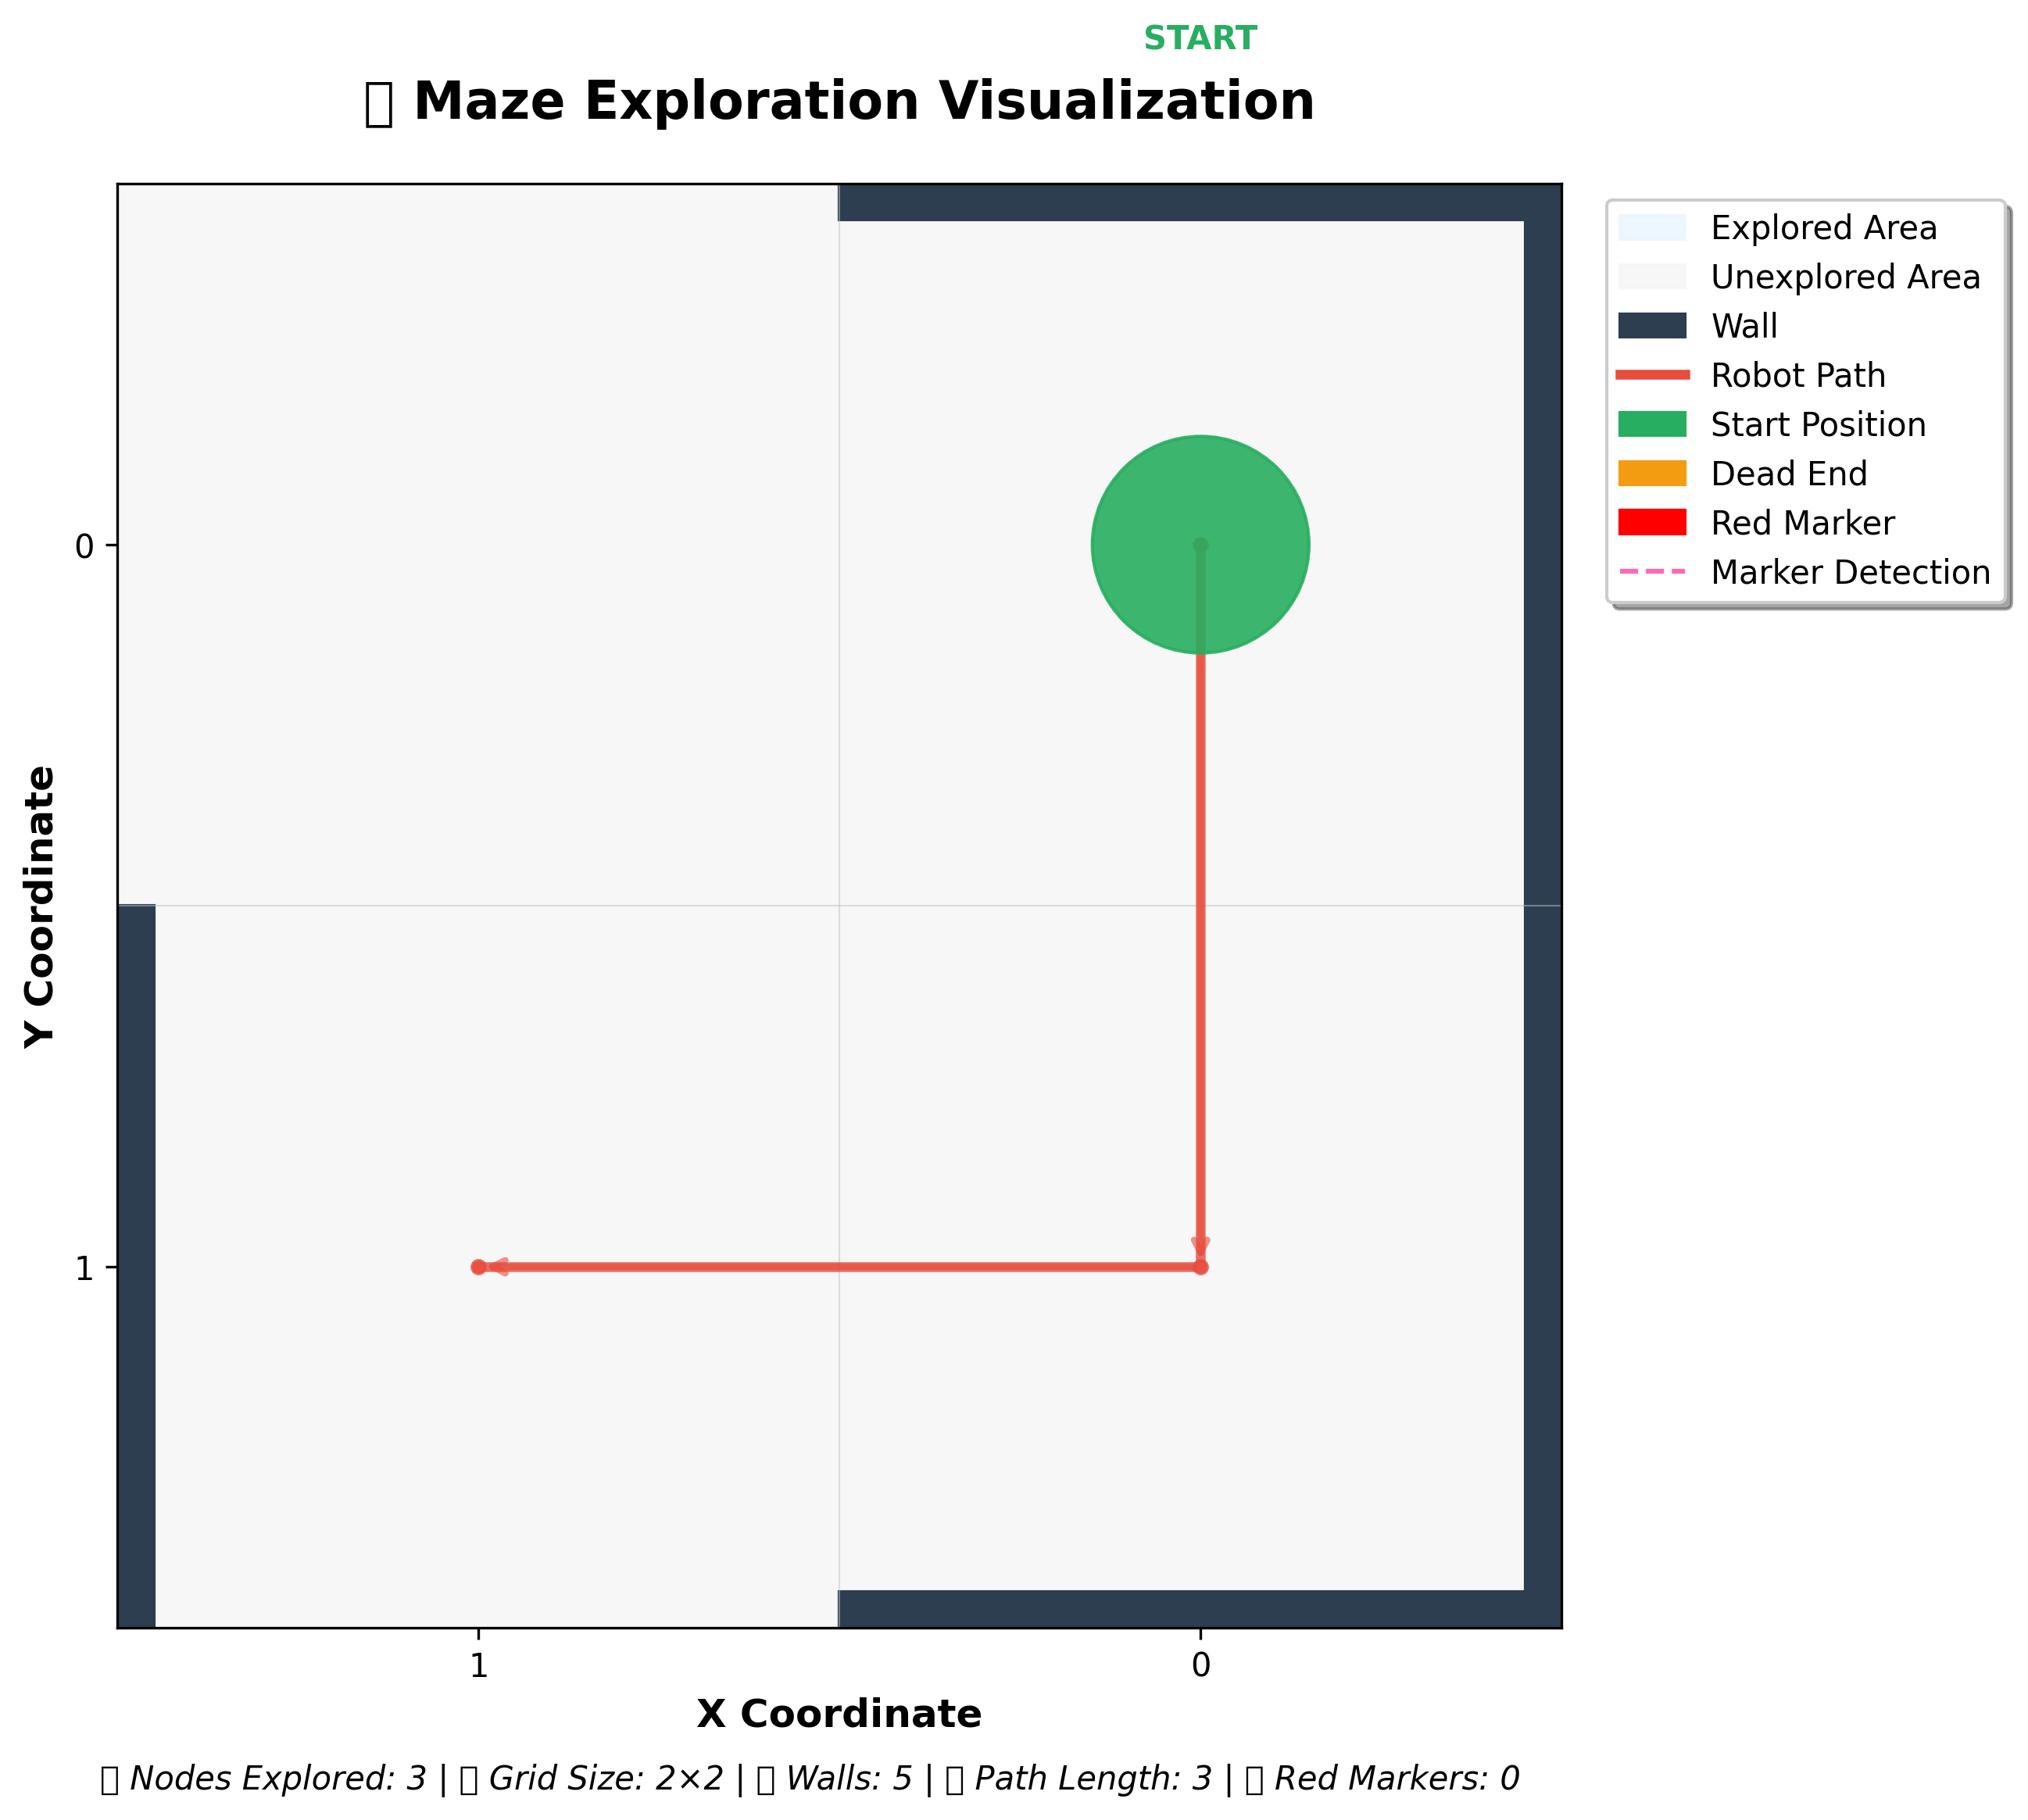 START
Maze Exploration Visualization
Explored Area
Unexplored Area
Wall
Robot Path
Start Position
Dead End
Red Marker
Marker Detection
Y Coordinate
0
1
1 0
X Coordinate
Nodes Explored: 3 | Grid Size: 2×2 | Walls: 5 | Path Length: 3 | Red Markers: 0